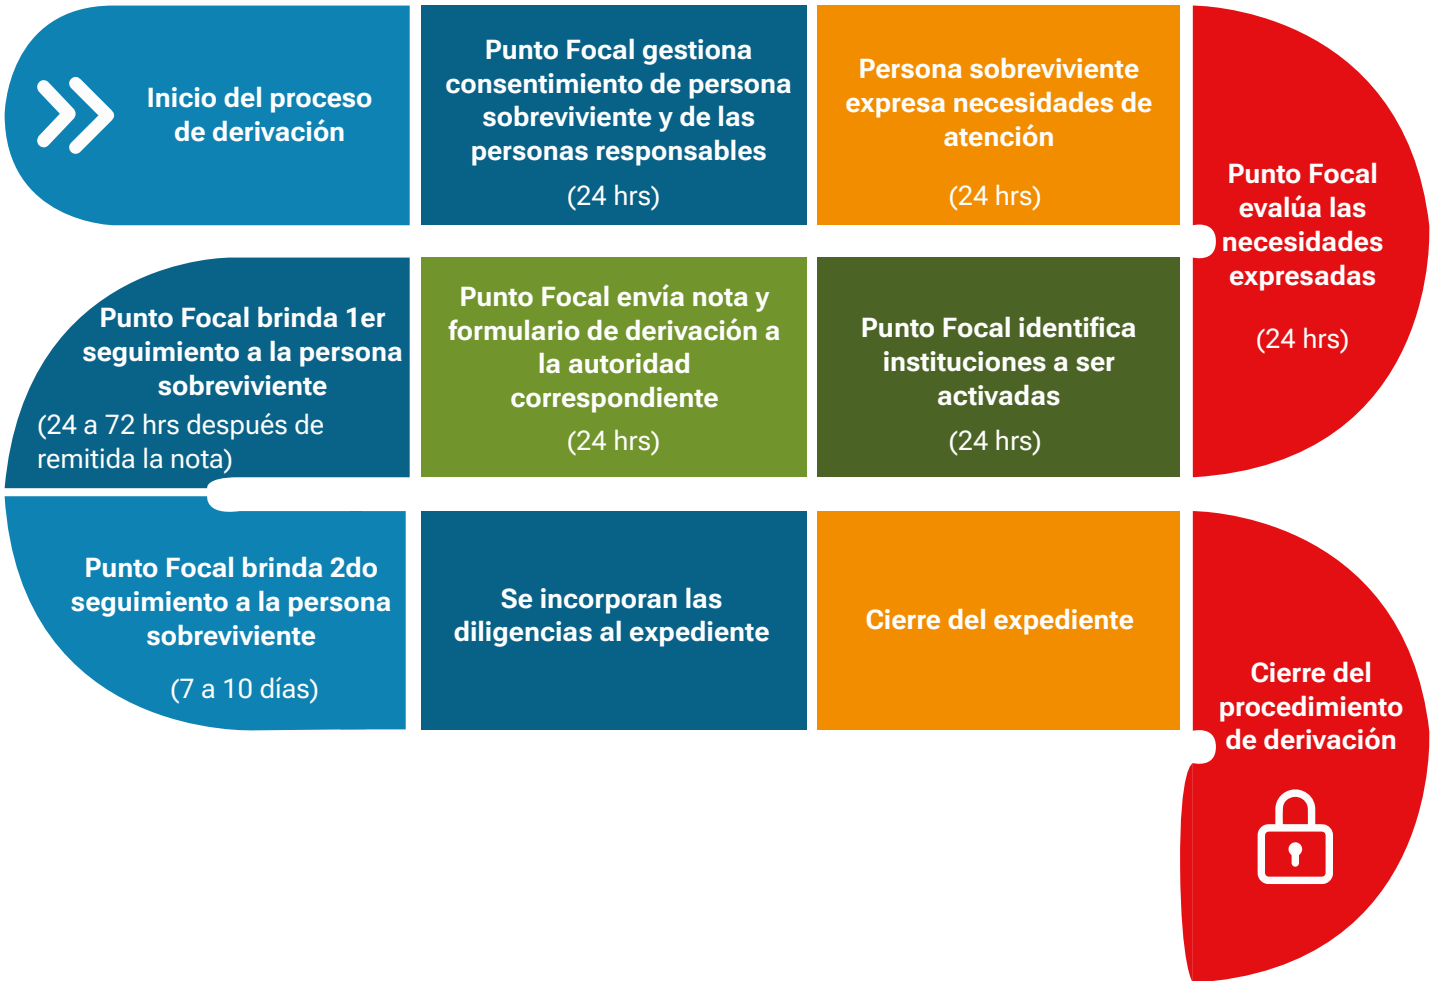 Inicio del proceso
de derivación
Punto Focal gestiona
consentimiento de persona
sobreviviente y de las
personas responsables
(24 hrs)
Persona sobreviviente
expresa necesidades de
atención
(24 hrs)
Punto Focal
evalúa las
necesidades
expresadas
(24 hrs)
Punto Focal identifica
instituciones a ser
activadas
(24 hrs)
Punto Focal envía nota y
formulario de derivación a
la autoridad
correspondiente
(24 hrs)
Punto Focal brinda 1er
seguimiento a la persona
sobreviviente
(24 a 72 hrs después de
remitida la nota)
Punto Focal brinda 2do
seguimiento a la persona
sobreviviente
(7 a 10 días)
Se incorporan las
diligencias al expediente
Cierre del expediente
Cierre del
procedimiento
de derivación